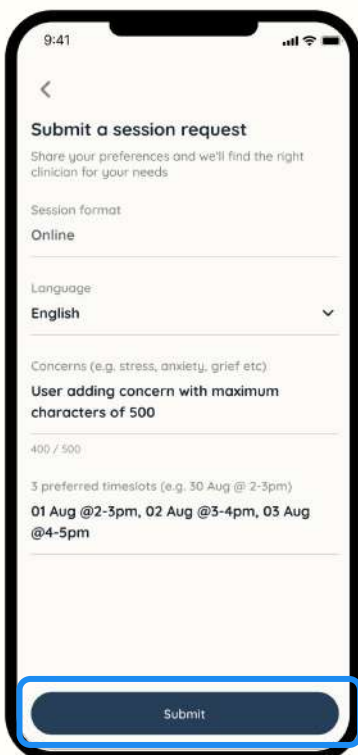 9:41
Submit a session request
Share your preferences and we'll find the right
clinician for your needs
Session format
Online
Language
English
Concerns (e.g. stress, anxiety, grief etc)
User adding concern with maximum
characters of 500
400 / 500
3 preferred timeslots (e.g. 30 Aug @ 2-3pm)
01 Aug @2-3pm, 02 Aug @3-4pm, 03 Aug
@4-5pm
Submit